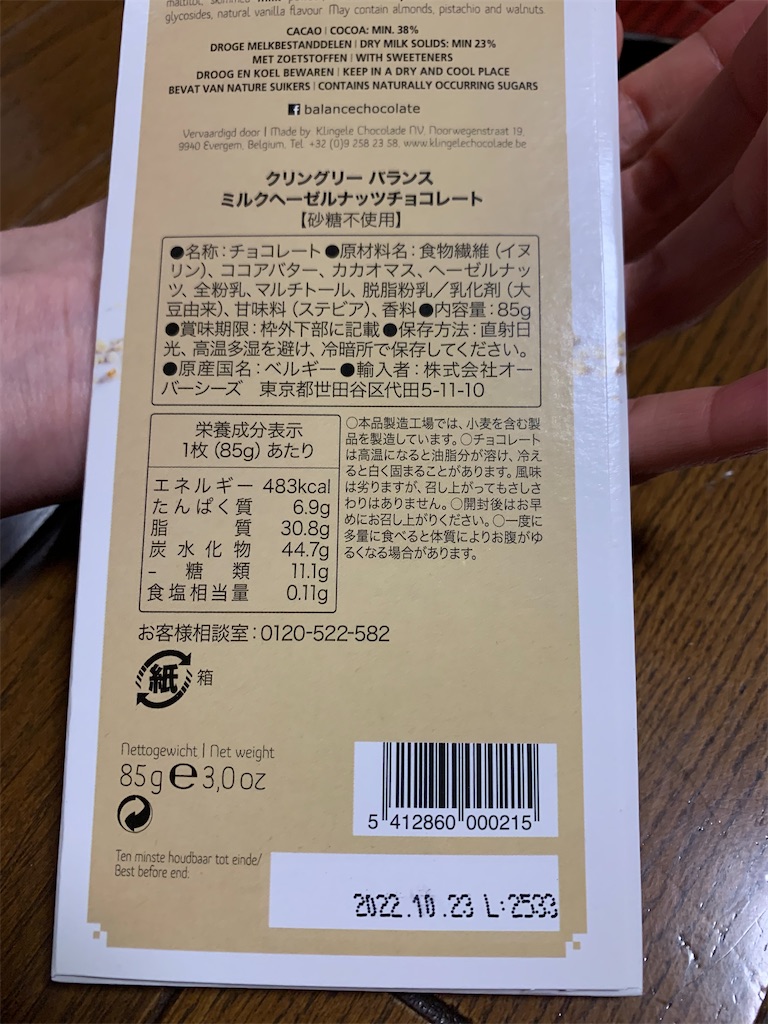 glycosides, natural vanilla flavour May contain almonds, pistachio and walnuts.
CACAO | COCOA: MIN. 38%
DROGE MELKBESTANDDELEN | DRY MILK SOLIDS: MIN 23%
MET ZOETSTOFFEN | WITH SWEETENERS
DROOG EN KOEL BEWAREN | KEEP IN A DRY AND COOL PLACE
BEVAT VAN NATURE SUIKERS | CONTAINS NATURALLY OCCURRING SUGARS
balancechocolate
Vervaardigd door | Made by Klingele Chocolade NV, Noorwegenstraat 19,
9940 Evergem, Belgium, Tel. +32 (0)9 258 23 58. www.klingelechocolade.be
クリングリー バランス
ミルクヘーゼルナッツチョコレート
【砂糖不使用】
●名称:チョコレート●原材料名:食物繊維(イヌ
リン)、ココアバター、カカオマス、ヘーゼルナッ
ツ、全粉乳、マルチトール、脱脂粉乳/乳化剤(大
豆由来)、甘味料(ステビア)、香料●内容量:85g
●賞味期限:枠外下部に記載●保存方法:直射日
光、高温多湿を避け、冷暗所で保存してください。
●原産国名:ベルギー●輸入者:株式会社オー
バーシーズ 東京都世田谷区代田5-11-10
栄養成分表示
1枚(85g)あたり
エネルギー 483kcal
たんぱく質 6.9g
脂質 30.8g
炭水化物 44.7g
- 糖類 11.1g
食塩相当量 0.11g
○本品製造工場では、小麦を含む製
品を製造しています。○チョコレート
は高温になると油脂分が溶け、冷え
ると白く固まることがあります。風味
は劣りますが、召し上がってもさしさ
わりはありません。○開封後はお早
めにお召し上がりください。○一度に
多量に食べると体質によりお腹がゆ
るくなる場合があります。
お客様相談室:0120-522-582
紙 箱
Nettogewicht | Net weight
85g e 3,0 oz
5 412860 000215
Ten minste houdbaar tot einde/
Best before end:
2022.10.23 L:2533